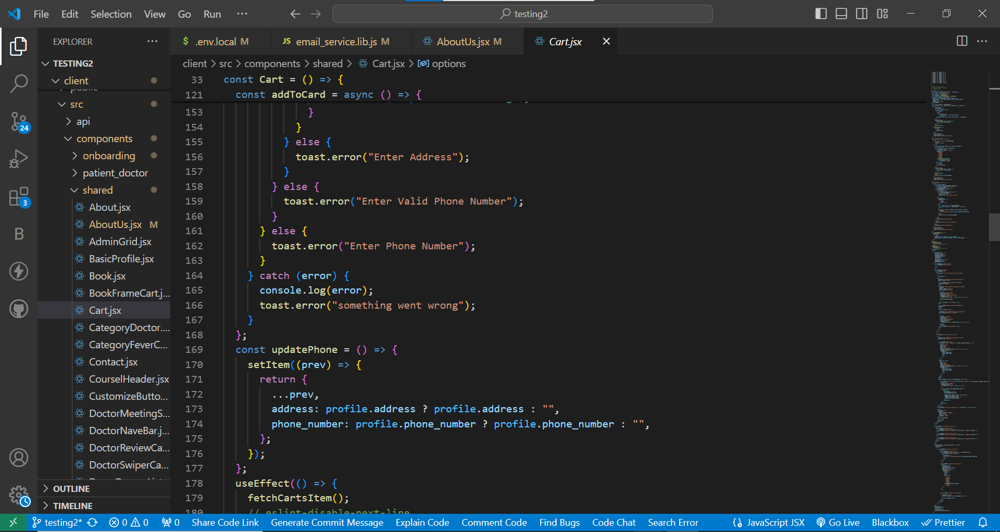 File Edit Selection View Go Run ··· testing2
EXPLORER ···
$ .env.local M
JS email_service.lib.js M
AboutUs.jsx M
Cart.jsx
TESTING2
client
src
api
components
onboarding
patient_doctor
shared
About.jsx
AboutUs.jsx M
AdminGrid.jsx
BasicProfile.jsx
Book.jsx
BookFrameCart.j...
Cart.jsx
CategoryDoctor....
CategoryFeverC...
Contact.jsx
CourselHeader.jsx
CustomizeButto...
DoctorMeetingS...
DoctorNaveBar.j...
DoctorReviewCa...
DoctorSwiperCa...
OUTLINE
TIMELINE
24
3
B
client > src > components > shared > Cart.jsx > options
33 const Cart = () => {
121 const addToCard = async () => {
153 }
154 }
155 } else {
156 toast.error("Enter Address");
157 }
158 } else {
159 toast.error("Enter Valid Phone Number");
160 }
161 } else {
162 toast.error("Enter Phone Number");
163 }
164 } catch (error) {
165 console.log(error);
166 toast.error("something went wrong");
167 }
168 };
169 const updatePhone = () => {
170 setItem((prev) => {
171 return {
172 ...prev,
173 address: profile.address ? profile.address : "",
174 phone_number: profile.phone_number ? profile.phone_number : "",
175 };
176 });
177 };
178 useEffect(() => {
179 fetchCartsItem();
180 // eslint-disable-next-line
testing2* 0 0 0 Share Code Link Generate Commit Message Explain Code Comment Code Find Bugs Code Chat Search Error JavaScript JSX Go Live Blackbox Prettier